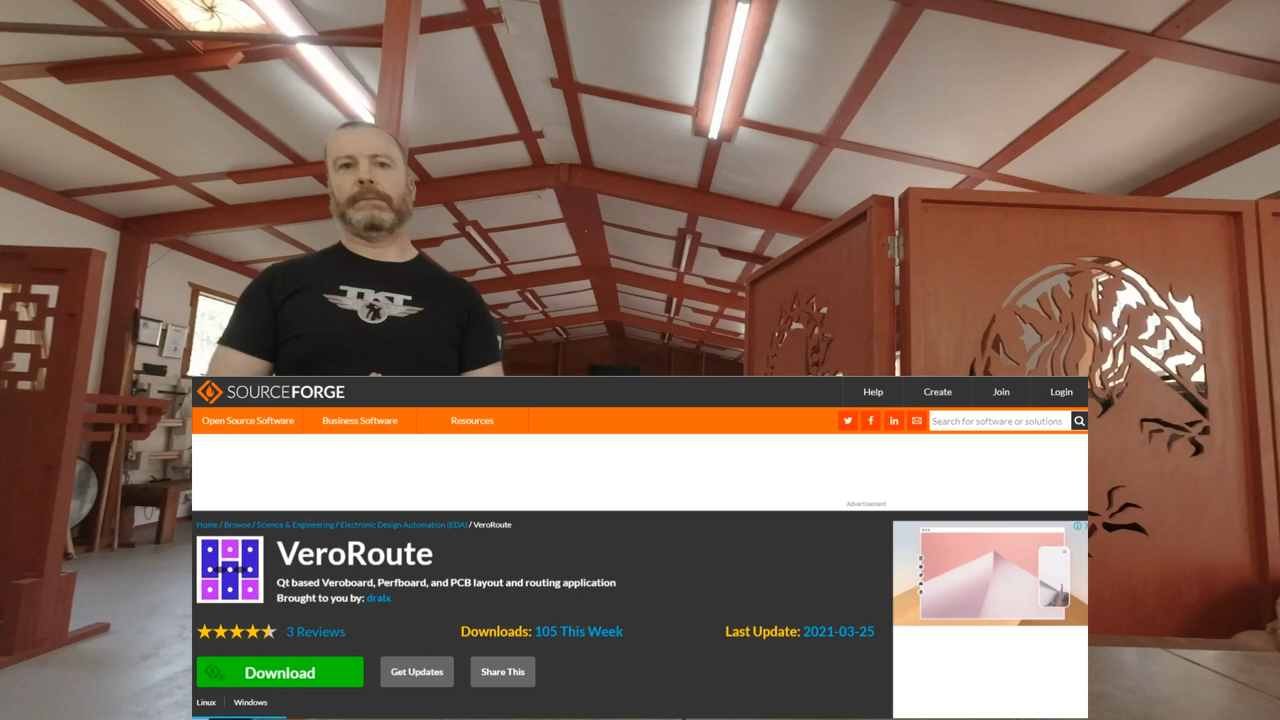 TKT
SOURCEFORGE
Help
Create
Join
Login
Open Source Software
Business Software
Resources
Search for software or solutions
Advertisement
Home / Browse / Science & Engineering / Electronic Design Automation (EDA) / VeroRoute
VeroRoute
Qt based Veroboard, Perfboard, and PCB layout and routing application
Brought to you by: dralx
3 Reviews
Downloads: 105 This Week
Last Update: 2021-03-25
Download
Get Updates
Share This
Linux
Windows